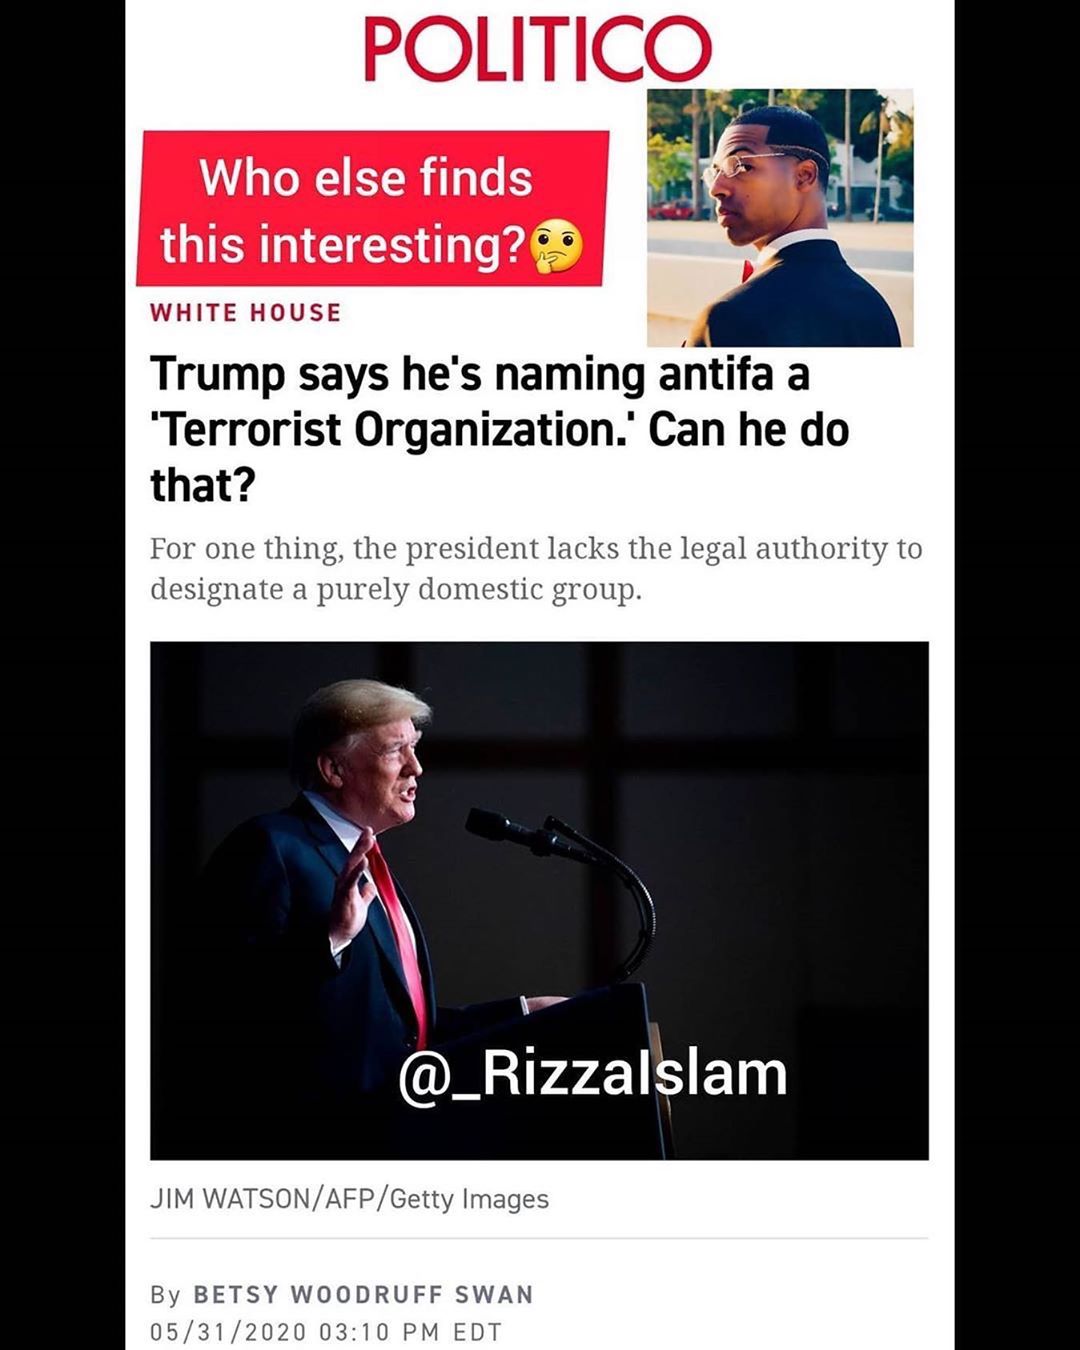 POLITICO
Who else finds
this interesting?🤔
WHITE HOUSE
Trump says he's naming antifa a
'Terrorist Organization.' Can he do
that?
For one thing, the president lacks the legal authority to
designate a purely domestic group.
@_RizzaIslam
JIM WATSON/AFP/Getty Images
By BETSY WOODRUFF SWAN
05/31/2020 03:10 PM EDT